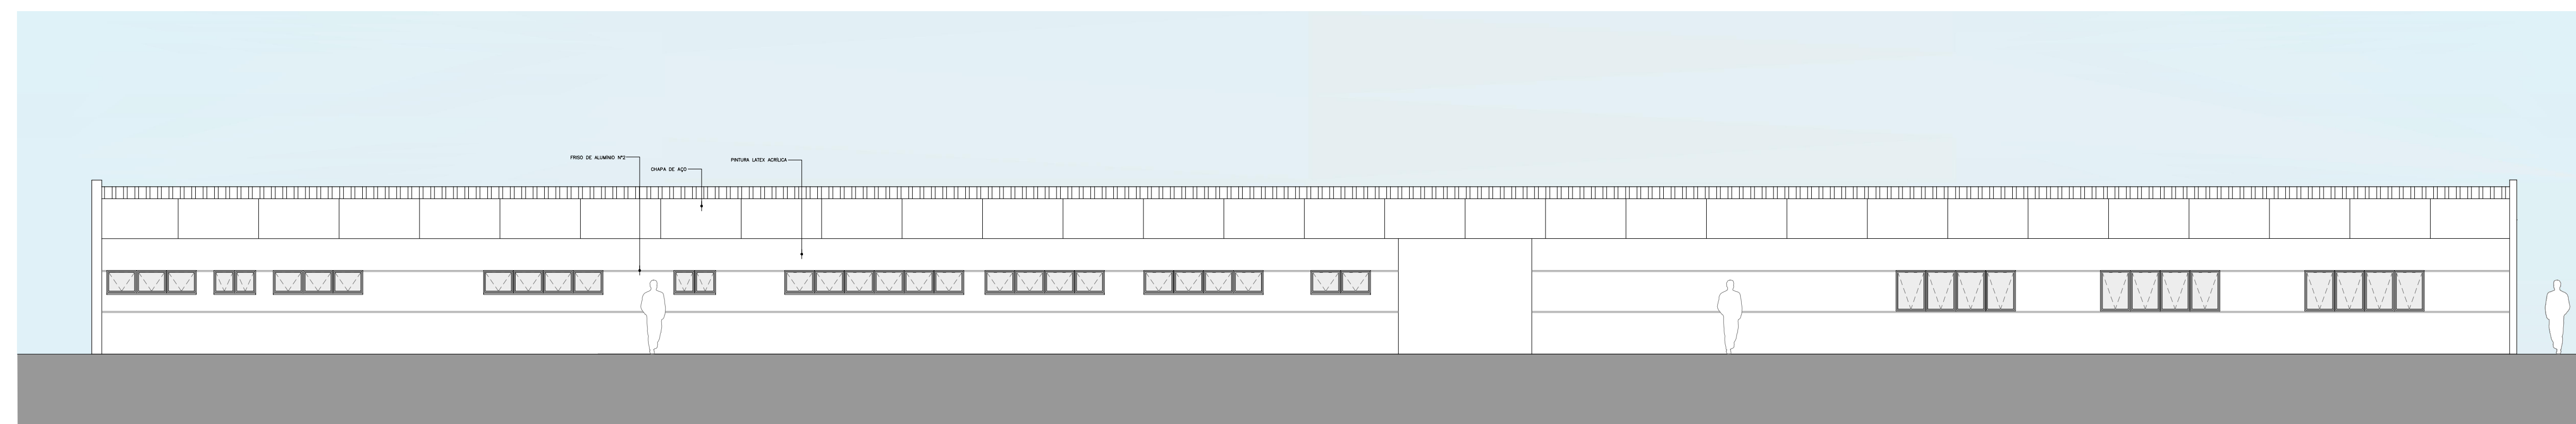 FRISO DE ALUMÍNIO Nº2
CHAPA DE AÇO
PINTURA LATEX ACRÍLICA